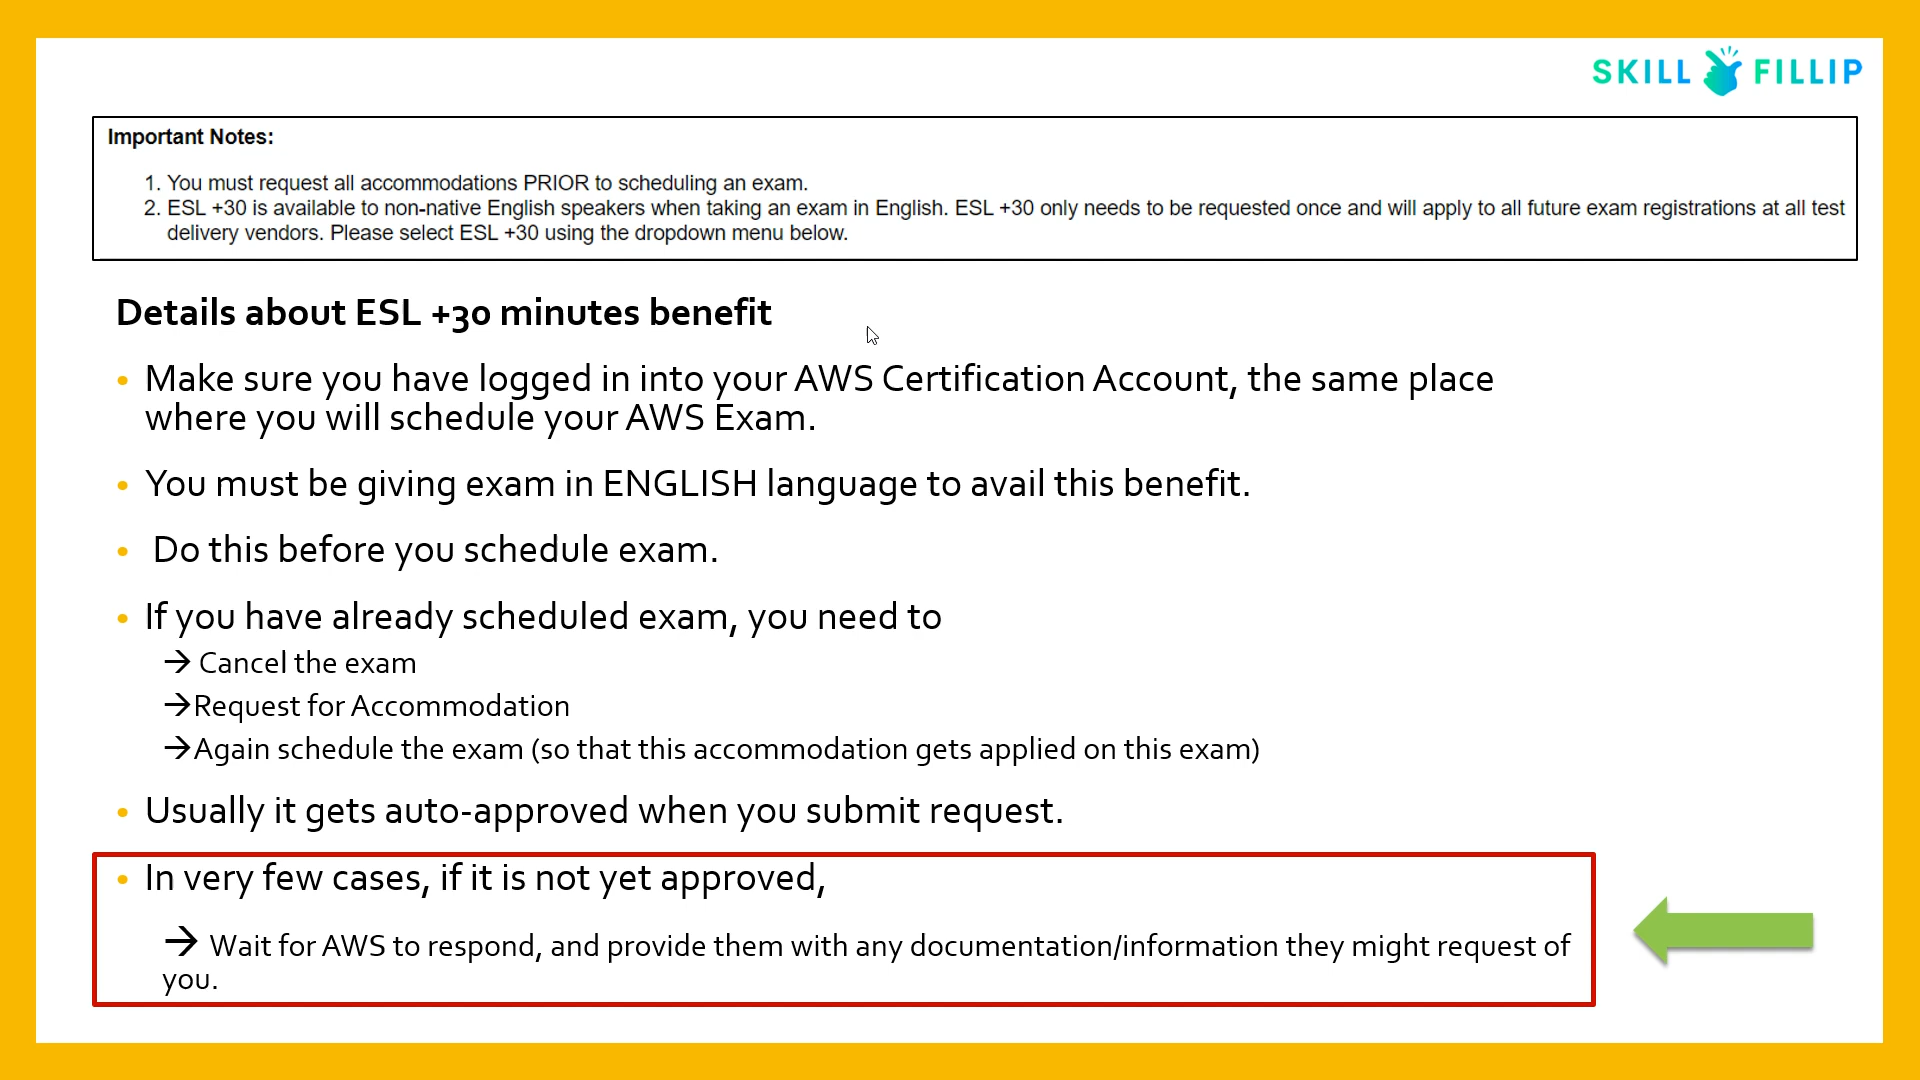 SKILL FILLIP
Important Notes:
1. You must request all accommodations PRIOR to scheduling an exam.
2. ESL +30 is available to non-native English speakers when taking an exam in English. ESL +30 only needs to be requested once and will apply to all future exam registrations at all test
delivery vendors. Please select ESL +30 using the dropdown menu below.
Details about ESL +30 minutes benefit
• Make sure you have logged in into your AWS Certification Account, the same place
where you will schedule your AWS Exam.
• You must be giving exam in ENGLISH language to avail this benefit.
• Do this before you schedule exam.
• If you have already scheduled exam, you need to
→ Cancel the exam
→Request for Accommodation
→Again schedule the exam (so that this accommodation gets applied on this exam)
• Usually it gets auto-approved when you submit request.
• In very few cases, if it is not yet approved,
→ Wait for AWS to respond, and provide them with any documentation/information they might request of
you.